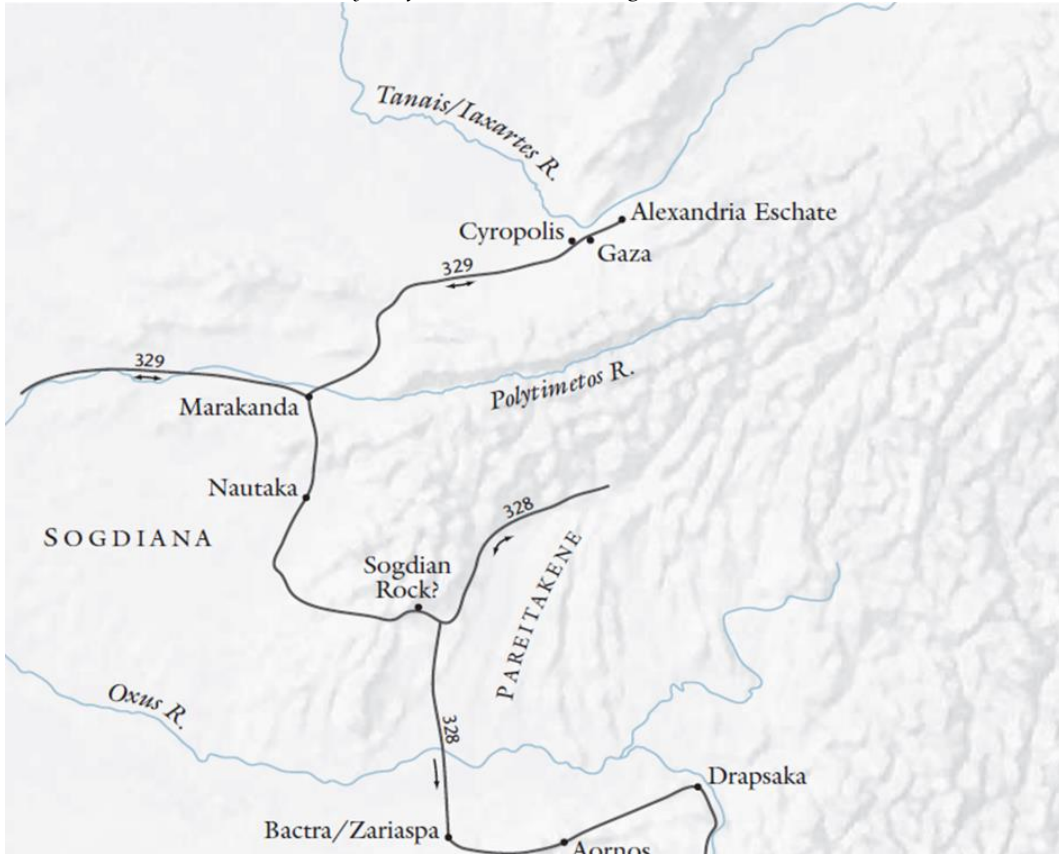 Tanais/Iaxartes R.
Alexandria Eschate
Cyropolis
Gaza
329
329
Polytimetos R.
Marakanda
Nautaka
328
SOGDIANA
Sogdian
Rock?
PAREITAKENE
Oxus R.
328
Drapsaka
Bactra/Zariaspa
Aornos